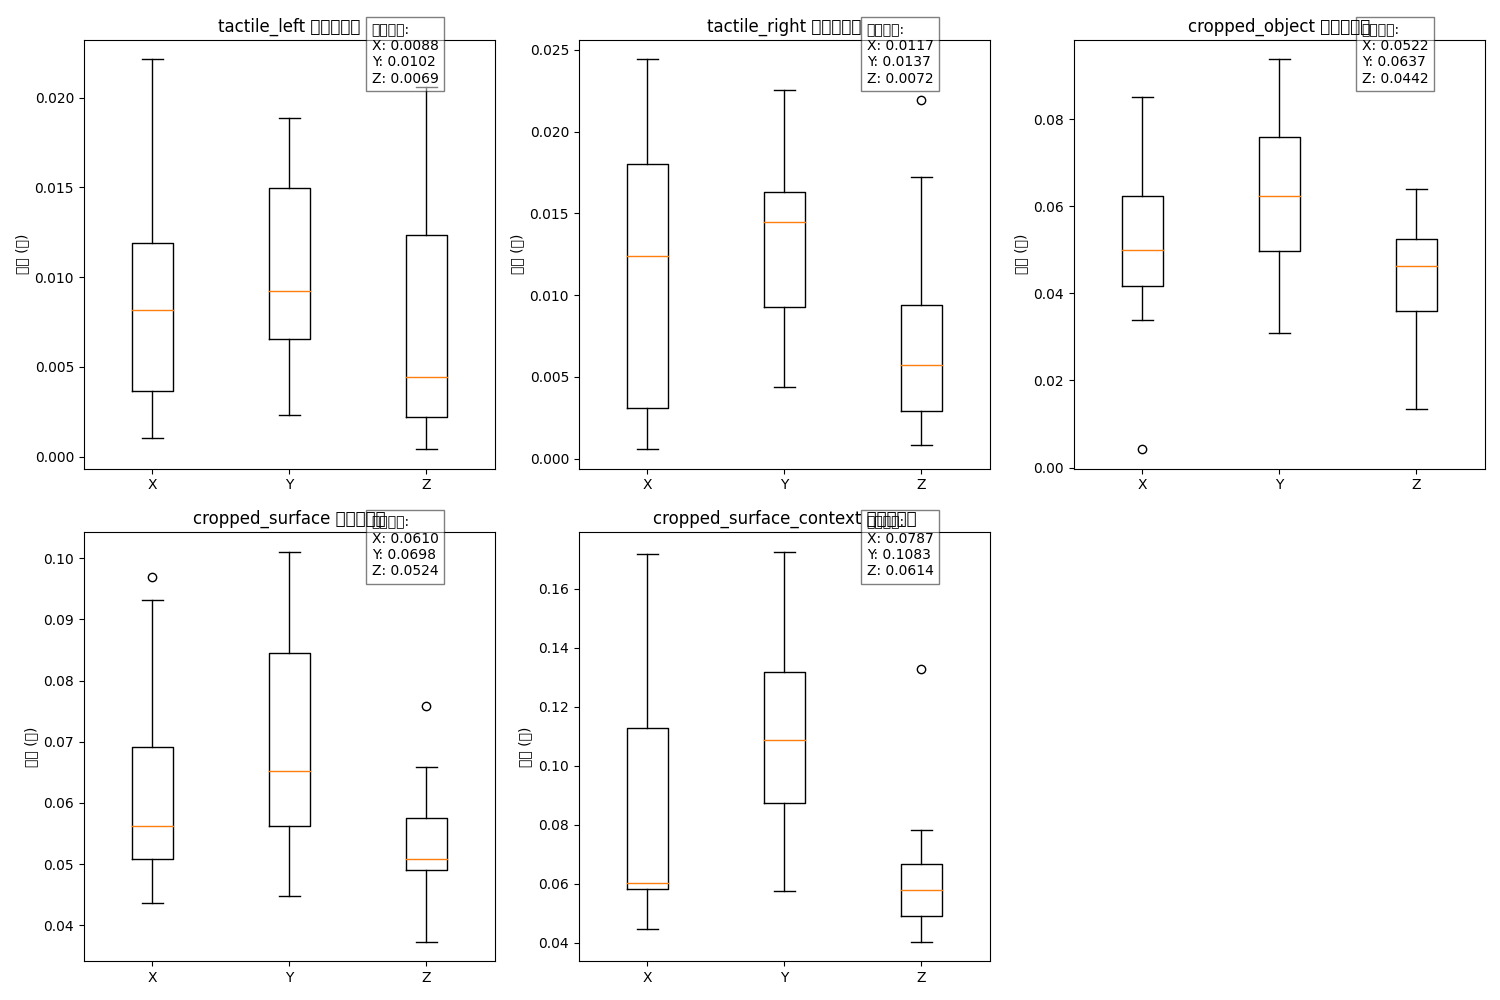 tactile_left
X: 0.0088
Y: 0.0102
Z: 0.0069
0.020
0.015
0.010
0.005
0.000
X Y Z
tactile_right
X: 0.0117
Y: 0.0137
Z: 0.0072
0.025
0.020
0.015
0.010
0.005
0.000
X Y Z
cropped_object
X: 0.0522
Y: 0.0637
Z: 0.0442
0.08
0.06
0.04
0.02
0.00
X Y Z
cropped_surface
X: 0.0610
Y: 0.0698
Z: 0.0524
0.10
0.09
0.08
0.07
0.06
0.05
0.04
X Y Z
cropped_surface_context
X: 0.0787
Y: 0.1083
Z: 0.0614
0.16
0.14
0.12
0.10
0.08
0.06
0.04
X Y Z